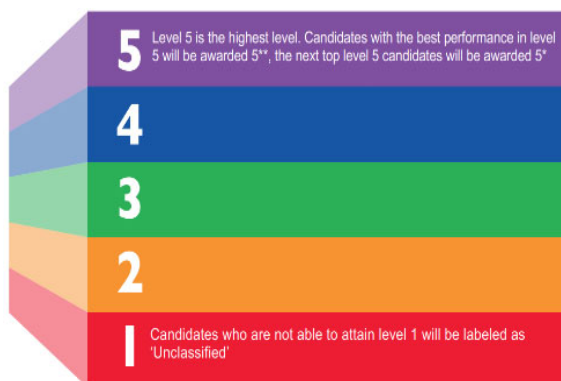 5 Level 5 is the highest level. Candidates with the best performance in level
5 will be awarded 5**, the next top level 5 candidates will be awarded 5*
4
3
2
1 Candidates who are not able to attain level 1 will be labeled as
'Unclassified'